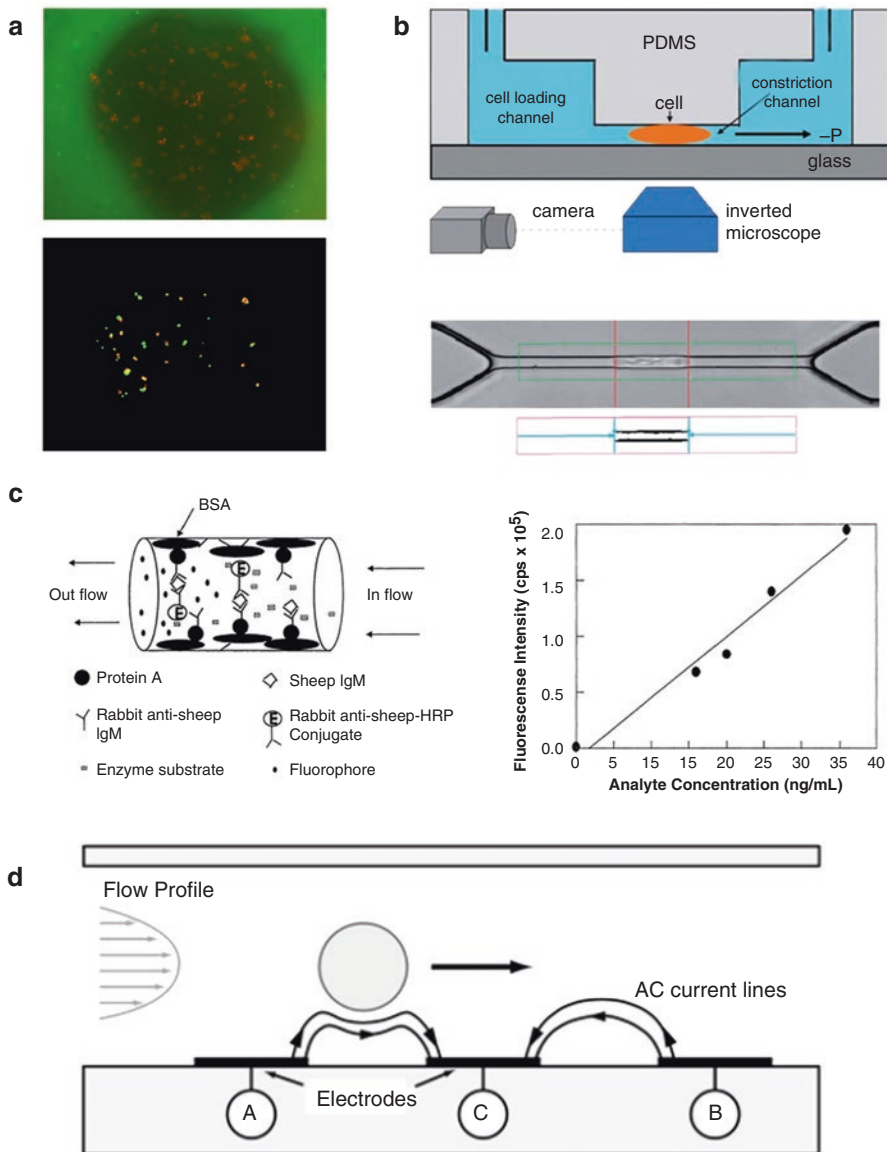 a
b
PDMS
cell loading
channel
cell
constriction
channel
–P
glass
camera
inverted
microscope
c
BSA
Out flow
E
E
In flow
Protein A
Sheep IgM
Rabbit anti-sheep
IgM
E
Rabbit anti-sheep-HRP
Conjugate
Enzyme substrate
Fluorophore
Fluorescense Intensity (cps x 10⁵)
2.0
1.5
1.0
0.5
0.0
0 5 10 15 20 25 30 35 40
Analyte Concentration (ng/mL)
d
Flow Profile
AC current lines
Electrodes
A
C
B